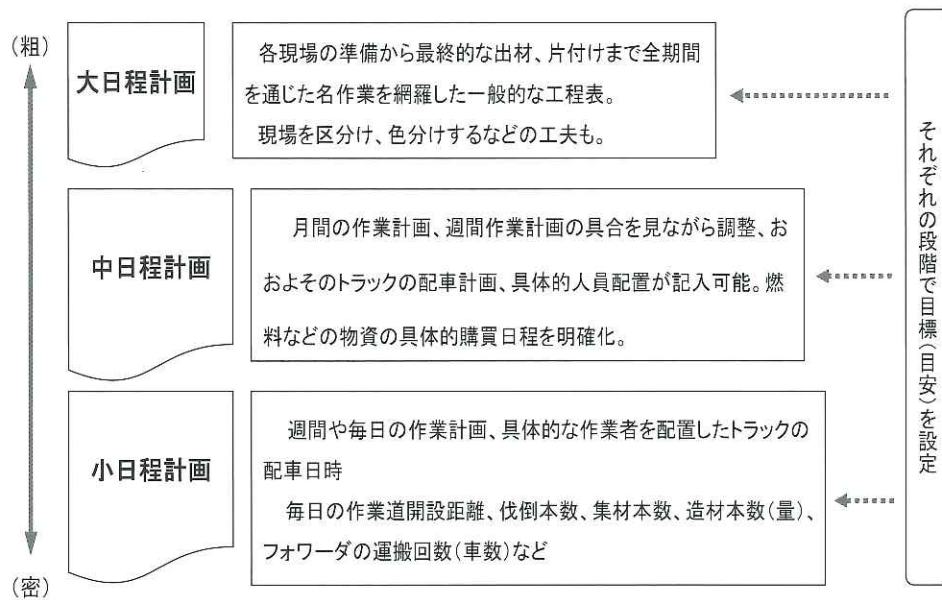 (粗)
大日程計画
各現場の準備から最終的な出材、片付けまで全期間
を通じた名作業を網羅した一般的な工程表。
現場を区分け、色分けするなどの工夫も。
中日程計画
月間の作業計画、週間作業計画の具合を見ながら調整、お
およそのトラックの配車計画、具体的人員配置が記入可能。燃
料などの物資の具体的購買日程を明確化。
小日程計画
週間や毎日の作業計画、具体的な作業者を配置したトラックの
配車日時
毎日の作業道開設距離、伐倒本数、集材本数、造材本数(量)、
フォワーダの運搬回数(車数)など
(密)
それぞれの段階で目標(目安)を設定